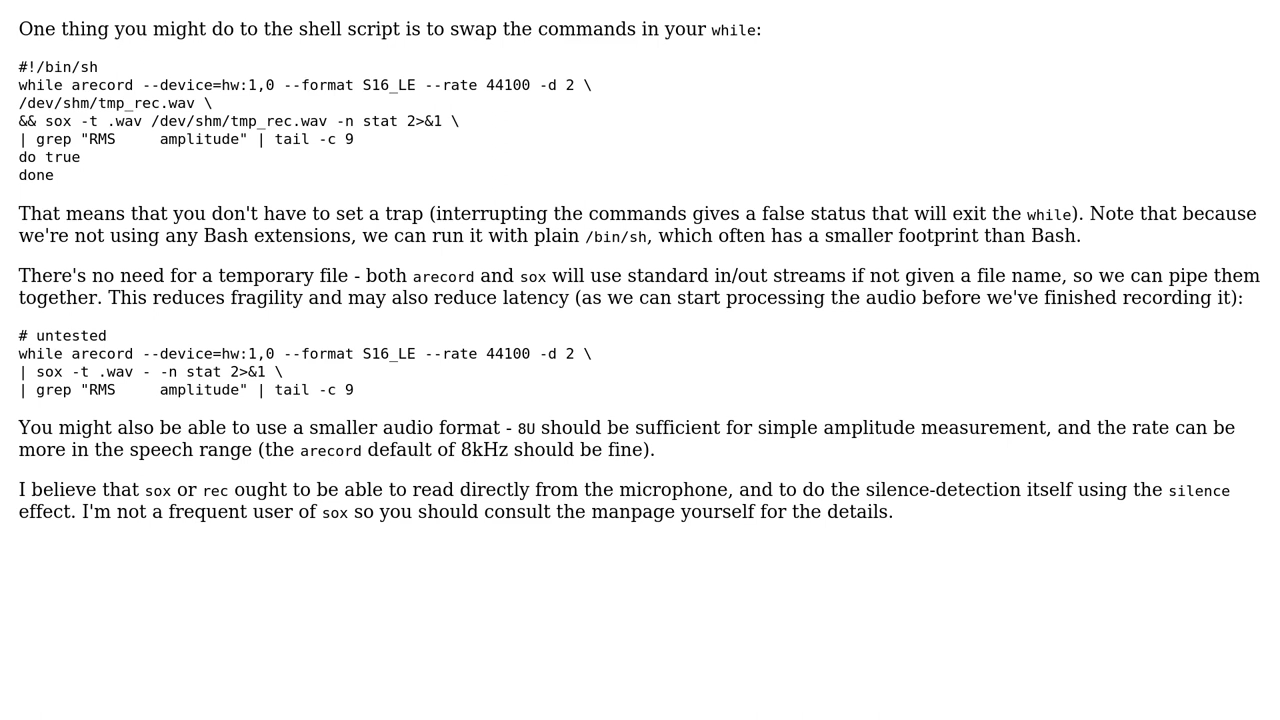 One thing you might do to the shell script is to swap the commands in your while:
#!/bin/sh
while arecord --device=hw:1,0 --format S16_LE --rate 44100 -d 2 \
/dev/shm/tmp_rec.wav \
&& sox -t .wav /dev/shm/tmp_rec.wav -n stat 2>&1 \
| grep "RMS     amplitude" | tail -c 9
do true
done
That means that you don't have to set a trap (interrupting the commands gives a false status that will exit the while). Note that because
we're not using any Bash extensions, we can run it with plain /bin/sh, which often has a smaller footprint than Bash.
There's no need for a temporary file - both arecord and sox will use standard in/out streams if not given a file name, so we can pipe them
together. This reduces fragility and may also reduce latency (as we can start processing the audio before we've finished recording it):
# untested
while arecord --device=hw:1,0 --format S16_LE --rate 44100 -d 2 \
| sox -t .wav - -n stat 2>&1 \
| grep "RMS     amplitude" | tail -c 9
You might also be able to use a smaller audio format - 8U should be sufficient for simple amplitude measurement, and the rate can be
more in the speech range (the arecord default of 8kHz should be fine).
I believe that sox or rec ought to be able to read directly from the microphone, and to do the silence-detection itself using the silence
effect. I'm not a frequent user of sox so you should consult the manpage yourself for the details.